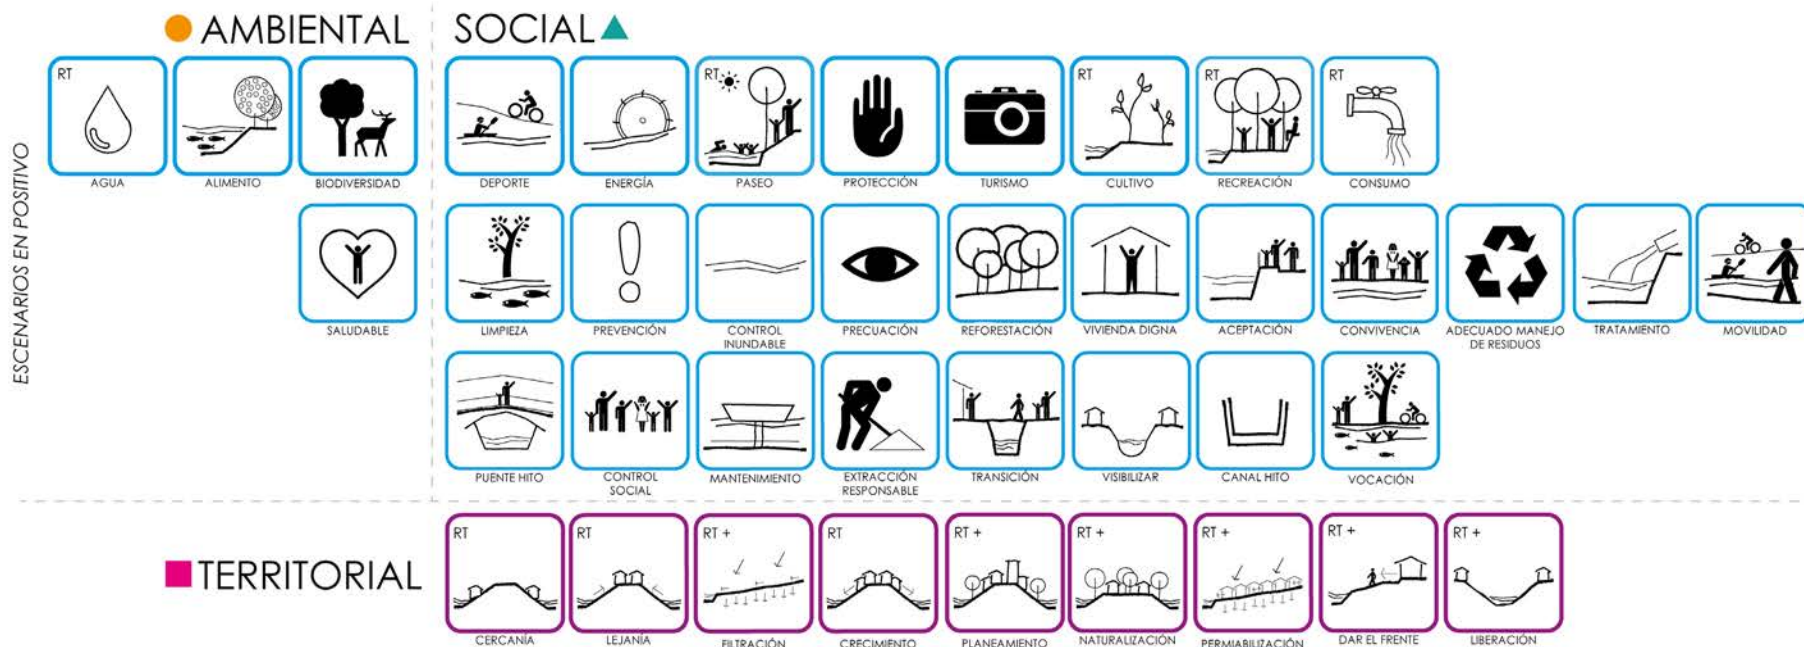 AMBIENTAL
SOCIAL
ESCENARIOS EN POSITIVO
RT
RT
RT
RT
RT
AGUA
ALIMENTO
BIODIVERSIDAD
DEPORTE
ENERGÍA
PASEO
PROTECCIÓN
TURISMO
CULTIVO
RECREACIÓN
CONSUMO
SALUDABLE
LIMPIEZA
PREVENCIÓN
CONTROL
INUNDABLE
PRECUACIÓN
REFORESTACIÓN
VIVIENDA DIGNA
ACEPTACIÓN
CONVIVENCIA
ADECUADO MANEJO
DE RESIDUOS
TRATAMIENTO
MOVILIDAD
PUENTE HITO
CONTROL
SOCIAL
MANTENIMIENTO
EXTRACCIÓN
RESPONSABLE
TRANSICIÓN
VISIBILIZAR
CANAL HITO
VOCACIÓN
TERRITORIAL
RT
RT
RT +
RT
RT +
RT +
RT +
RT +
RT +
CERCANÍA
LEJANÍA
FILTRACIÓN
CRECIMIENTO
PLANEAMIENTO
NATURALIZACIÓN
PERMIABILIZACIÓN
DAR EL FRENTE
LIBERACIÓN